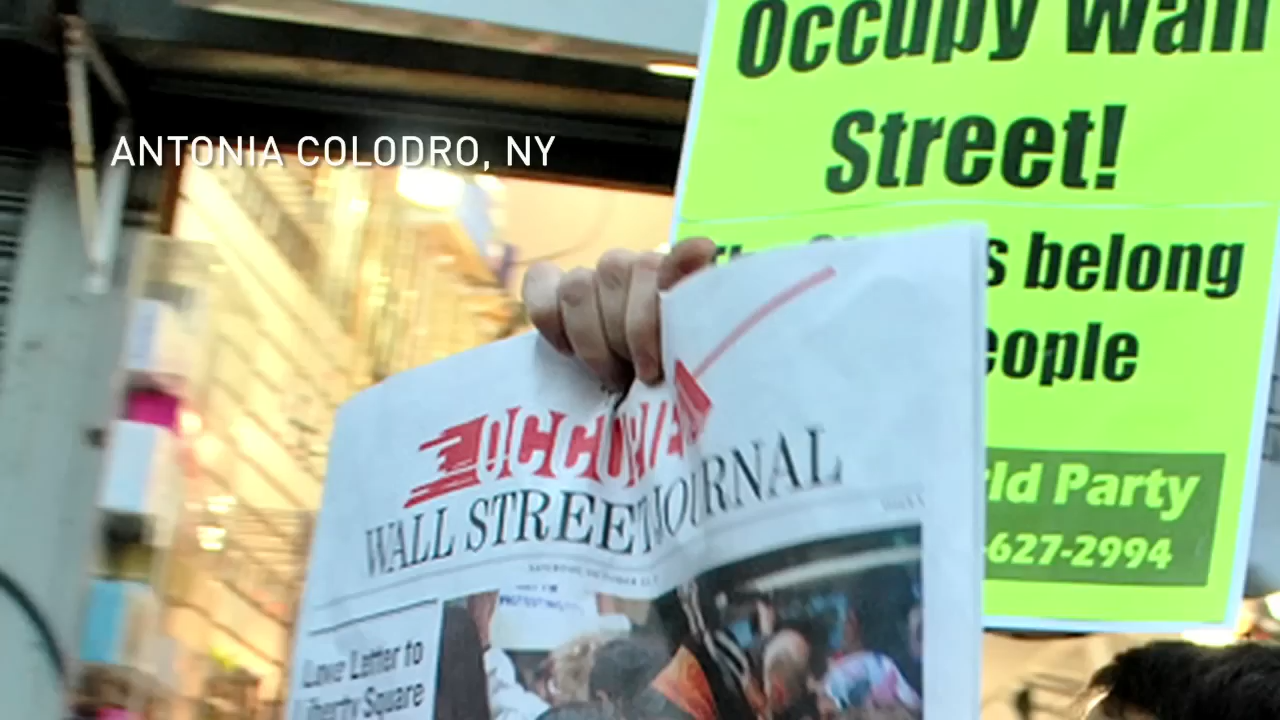 ANTONIA COLODRO, NY
Occupy Wall
Street!
s belong
eople
ld Party
-627-2994
OCCUPIED
WALL STREET JOURNAL
Love Letter to
Liberty Square